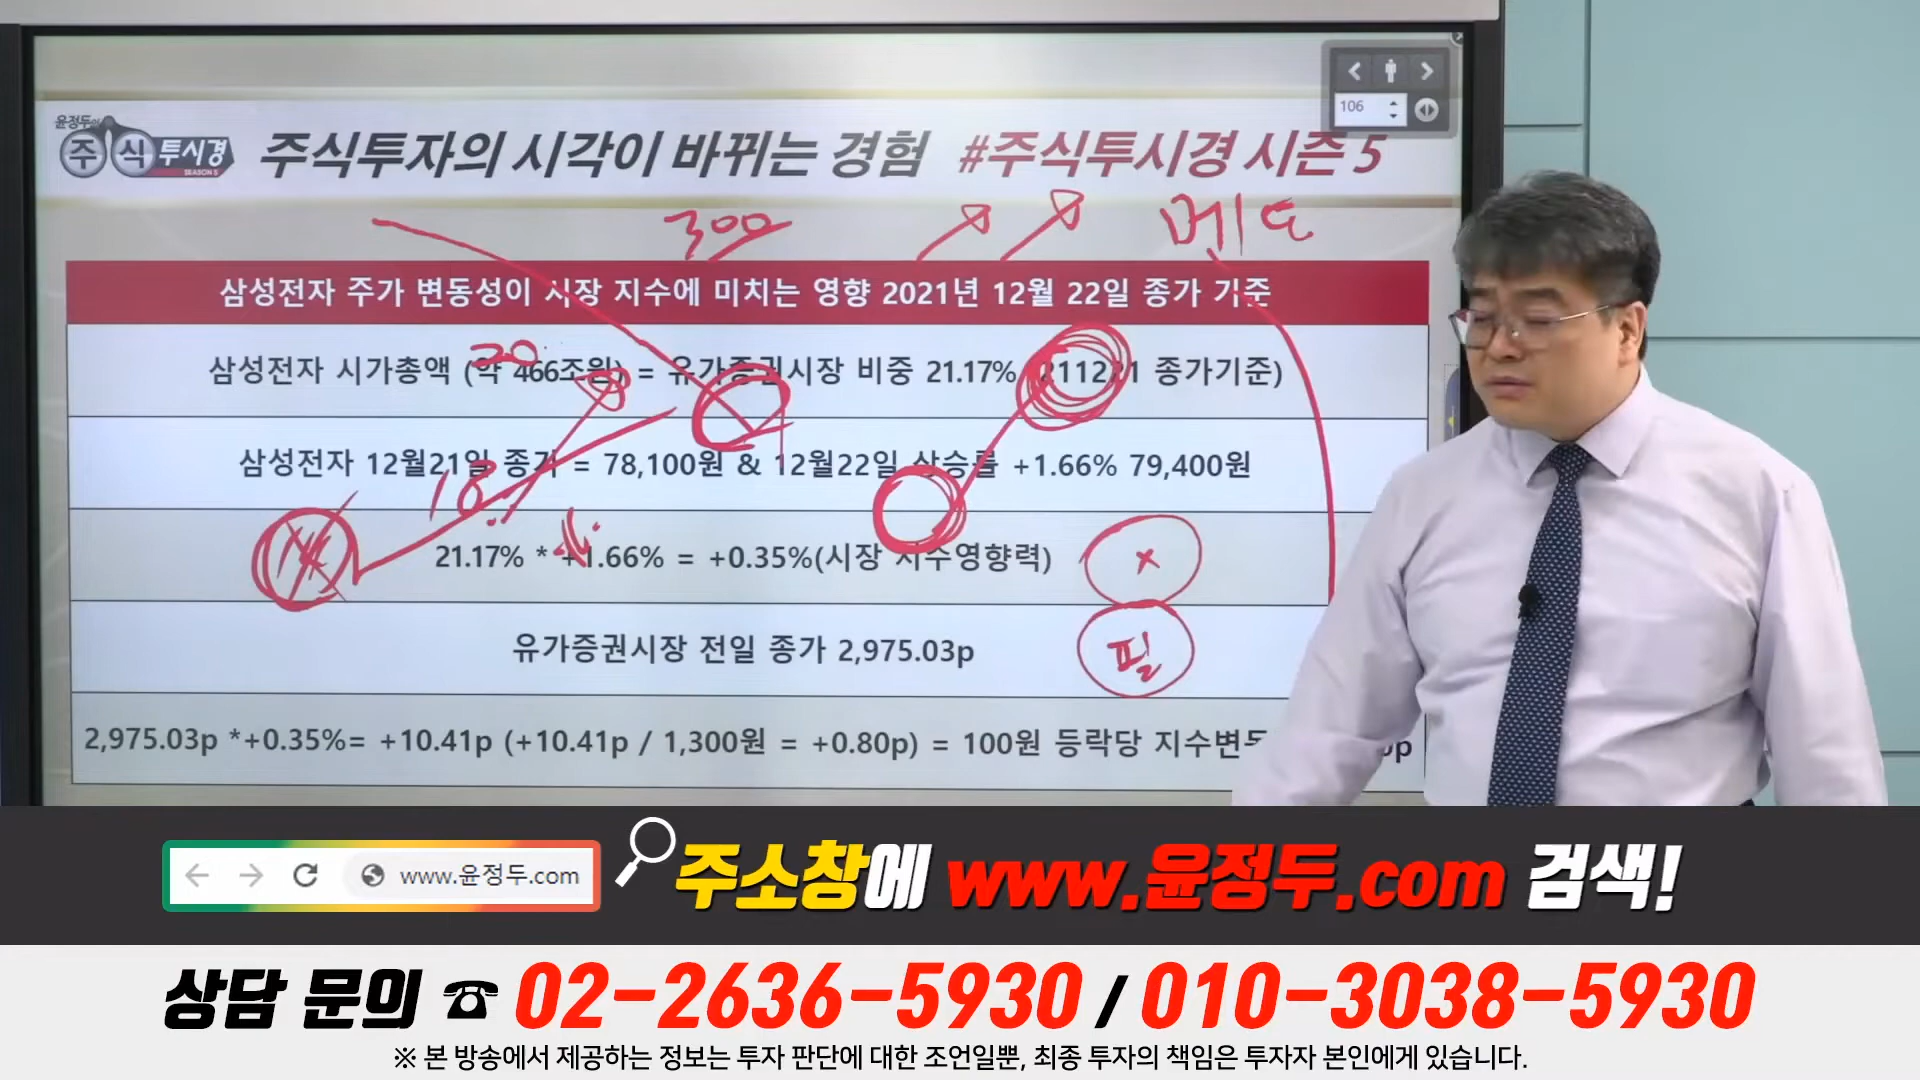 106
윤정두의
주식투시경
SEASON 5
주식투자의 시각이 바뀌는 경험 #주식투시경 시즌 5
300
삼성전자 주가 변동성이 시장 지수에 미치는 영향 2021년 12월 22일 종가 기준
20
삼성전자 시가총액 (약 466조원) = 유가증권시장 비중 21.17% (211221 종가기준)
삼성전자 12월21일 종가 = 78,100원 & 12월22일 상승률 +1.66% 79,400원
21.17% * +1.66% = +0.35%(시장 지수영향력)
×
유가증권시장 전일 종가 2,975.03p
필
2,975.03p *+0.35%= +10.41p (+10.41p / 1,300원 = +0.80p) = 100원 등락당 지수변동
www.윤정두.com
주소창에 www.윤정두.com 검색!
상담 문의 ☎ 02-2636-5930 / 010-3038-5930
※ 본 방송에서 제공하는 정보는 투자 판단에 대한 조언일뿐, 최종 투자의 책임은 투자자 본인에게 있습니다.